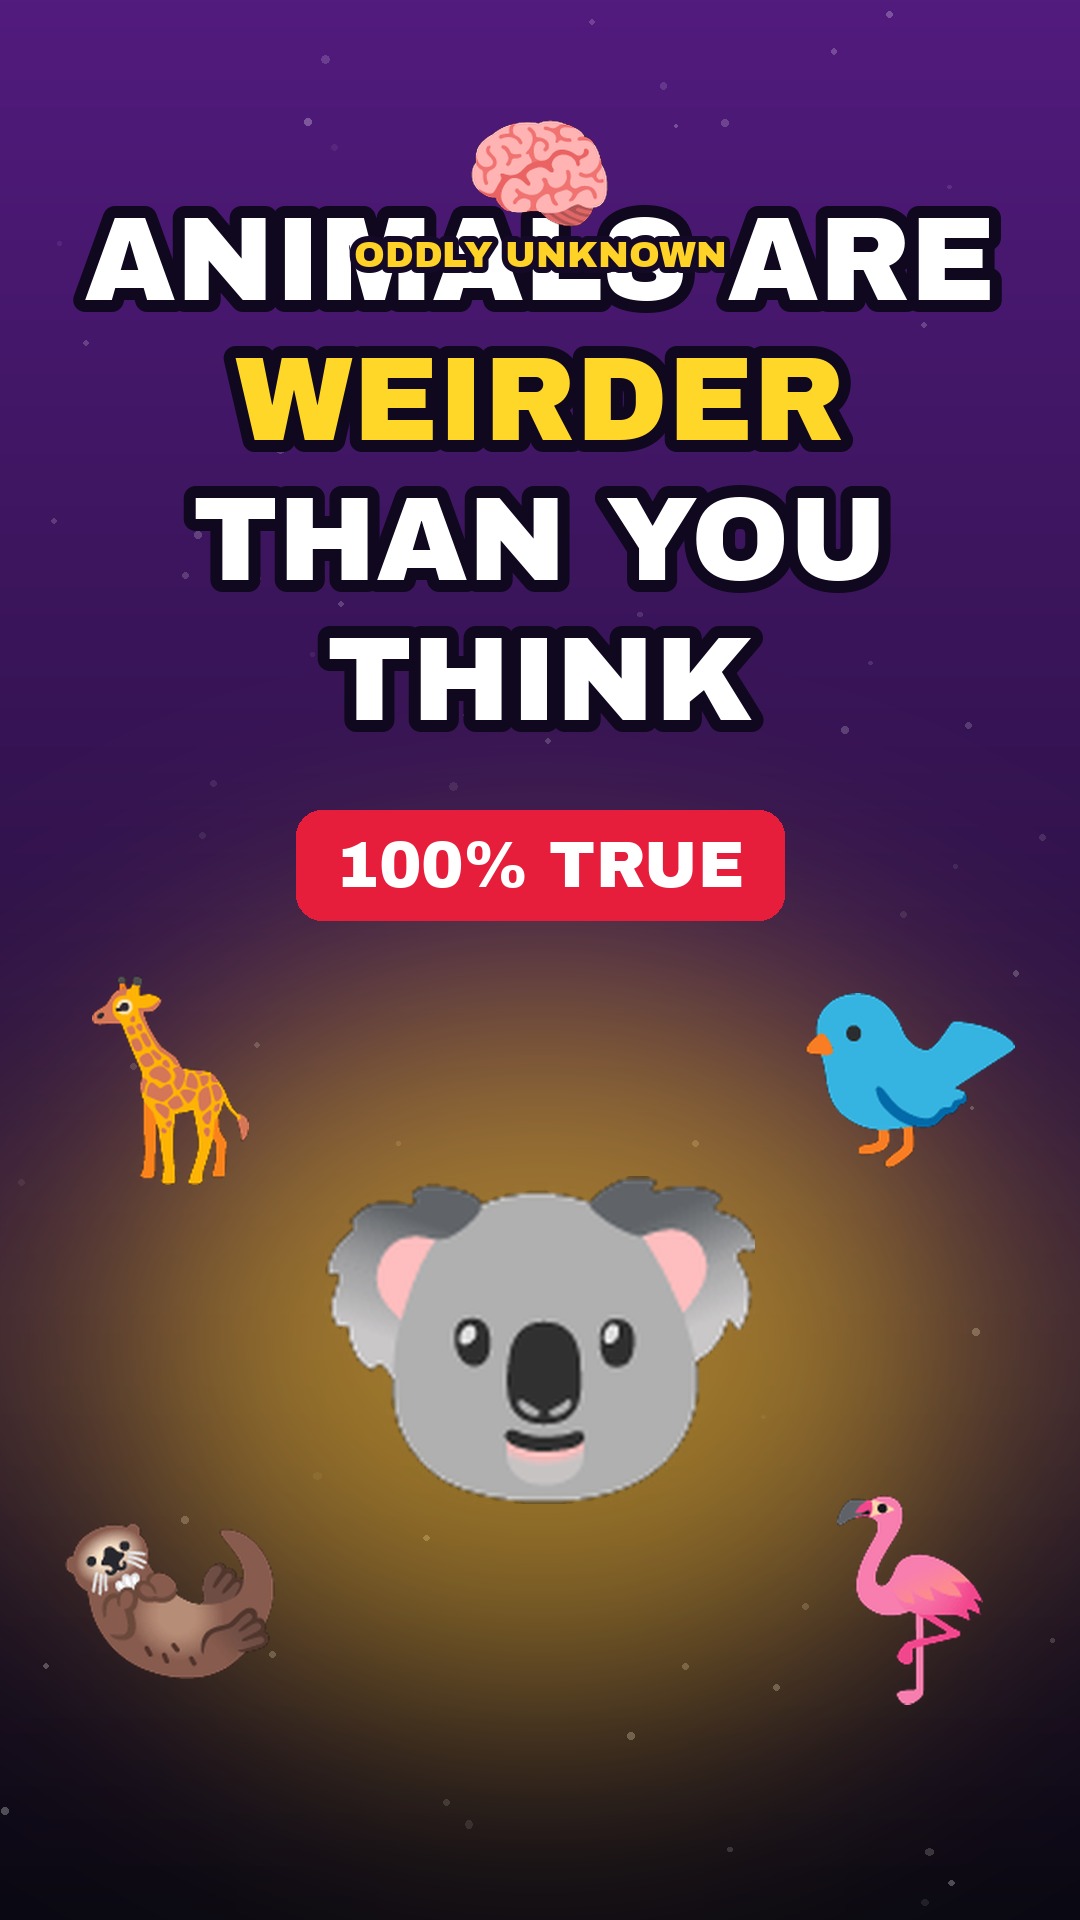 ANIMALS ARE
ODDLY UNKNOWN
WEIRDER
THAN YOU
THINK
100% TRUE